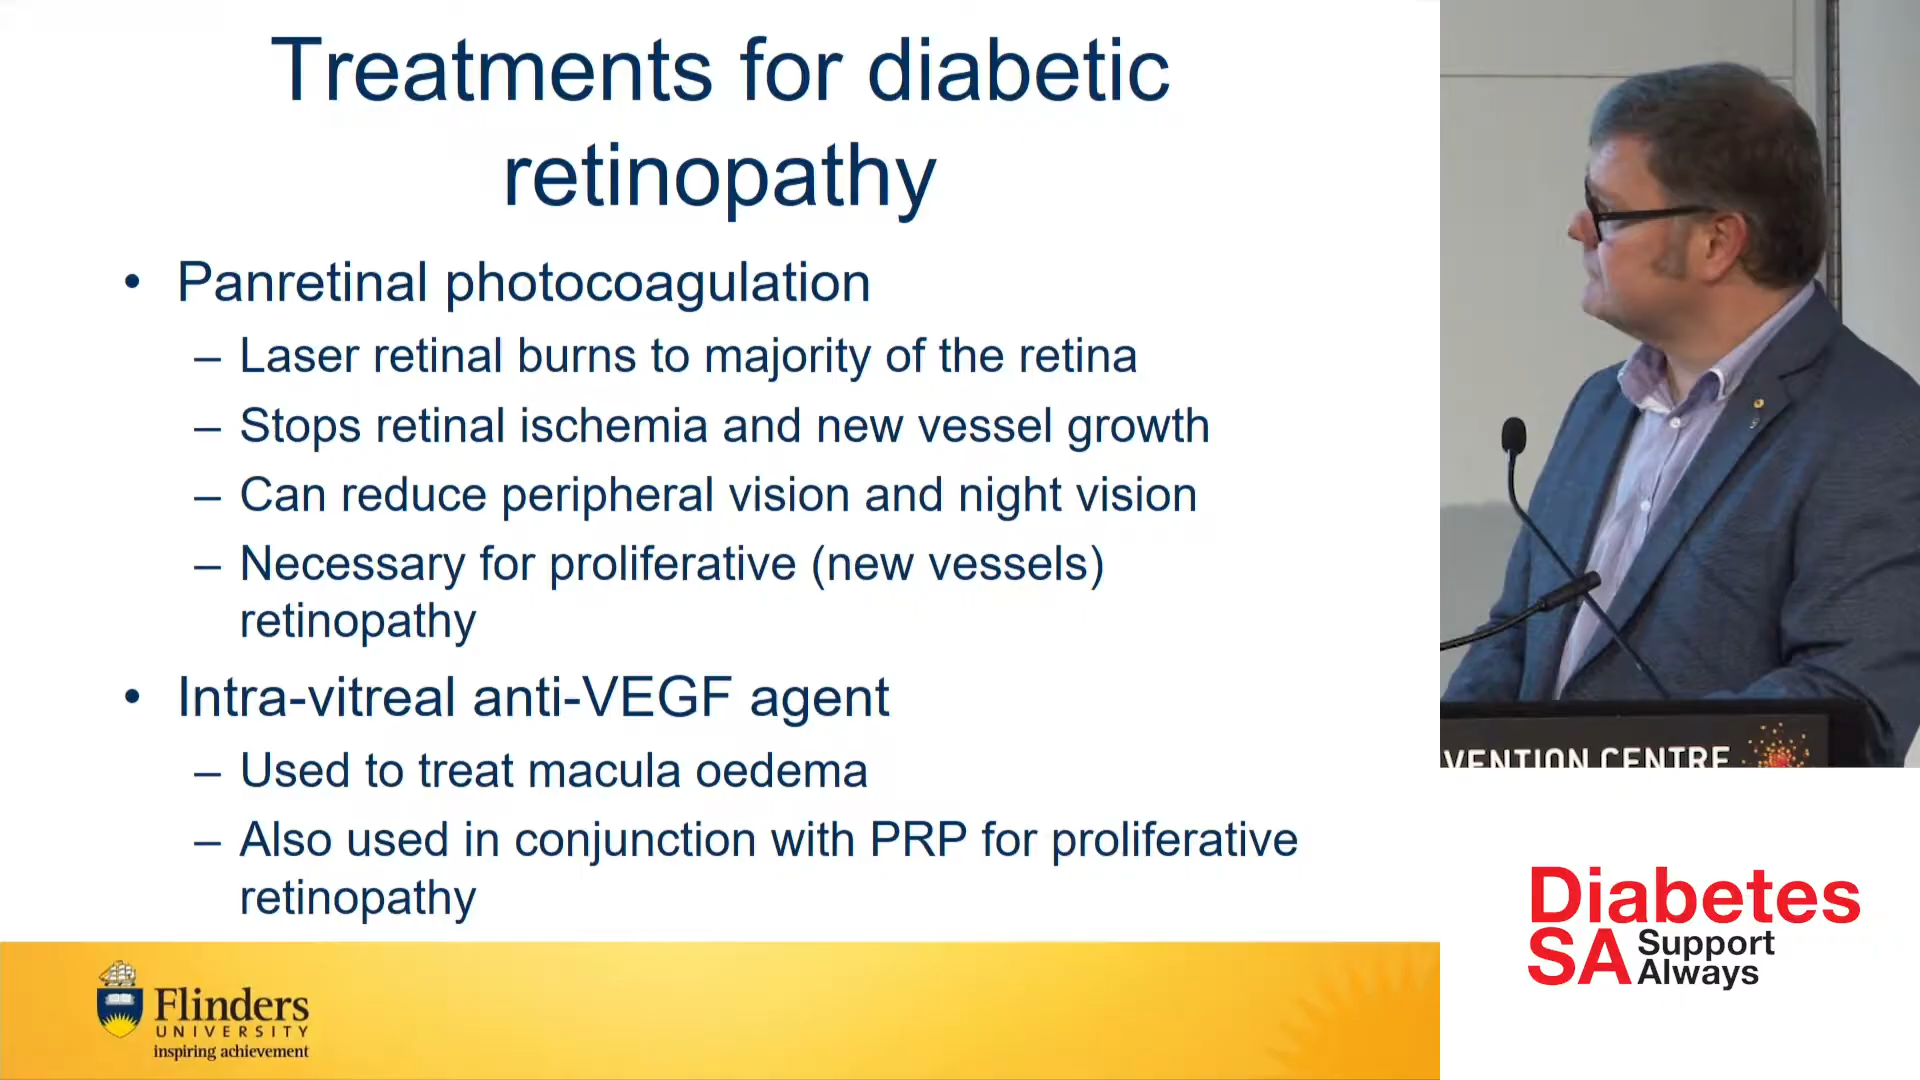 Treatments for diabetic
retinopathy
• Panretinal photocoagulation
– Laser retinal burns to majority of the retina
– Stops retinal ischemia and new vessel growth
– Can reduce peripheral vision and night vision
– Necessary for proliferative (new vessels)
retinopathy
• Intra-vitreal anti-VEGF agent
– Used to treat macula oedema
– Also used in conjunction with PRP for proliferative
retinopathy
Flinders
UNIVERSITY
inspiring achievement
VENTION CENTRE
Diabetes
SA Support
Always